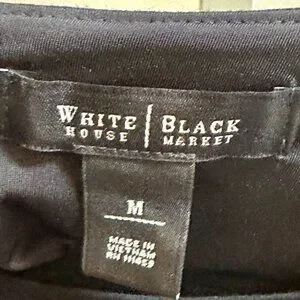 WHITE | BLACK
HOUSE | MARKET
M
MADE IN
VIETNAM